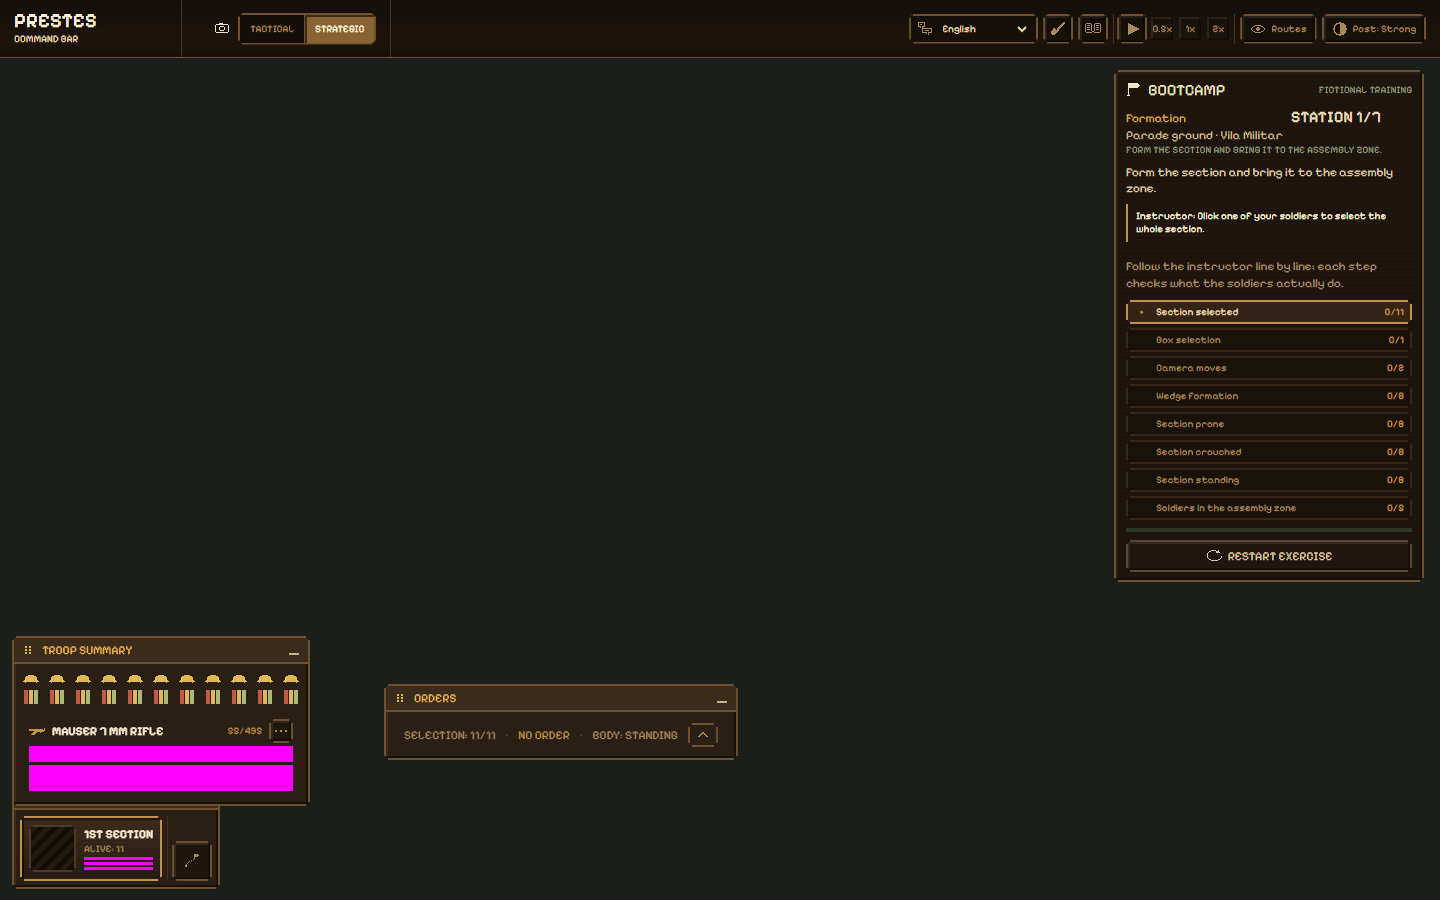 PRESTES
COMMAND BAR
TACTICAL
STRATEGIC
English
0.5x
1x
2x
Routes
Post: Strong
BOOTCAMP
FICTIONAL TRAINING
Formation
STATION 1/7
Parade ground · Vila Militar
FORM THE SECTION AND BRING IT TO THE ASSEMBLY ZONE.
Form the section and bring it to the assembly
zone.
Instructor: Click one of your soldiers to select the
whole section.
Follow the instructor line by line: each step
checks what the soldiers actually do.
Section selected 0/11
Box selection 0/1
Camera moves 0/2
Wedge formation 0/8
Section prone 0/8
Section crouched 0/8
Section standing 0/8
Soldiers in the assembly zone 0/9
RESTART EXERCISE
TROOP SUMMARY
MAUSER 7 MM RIFLE
55/495
ORDERS
SELECTION: 11/11 · NO ORDER · BODY: STANDING
1ST SECTION
ALIVE: 11